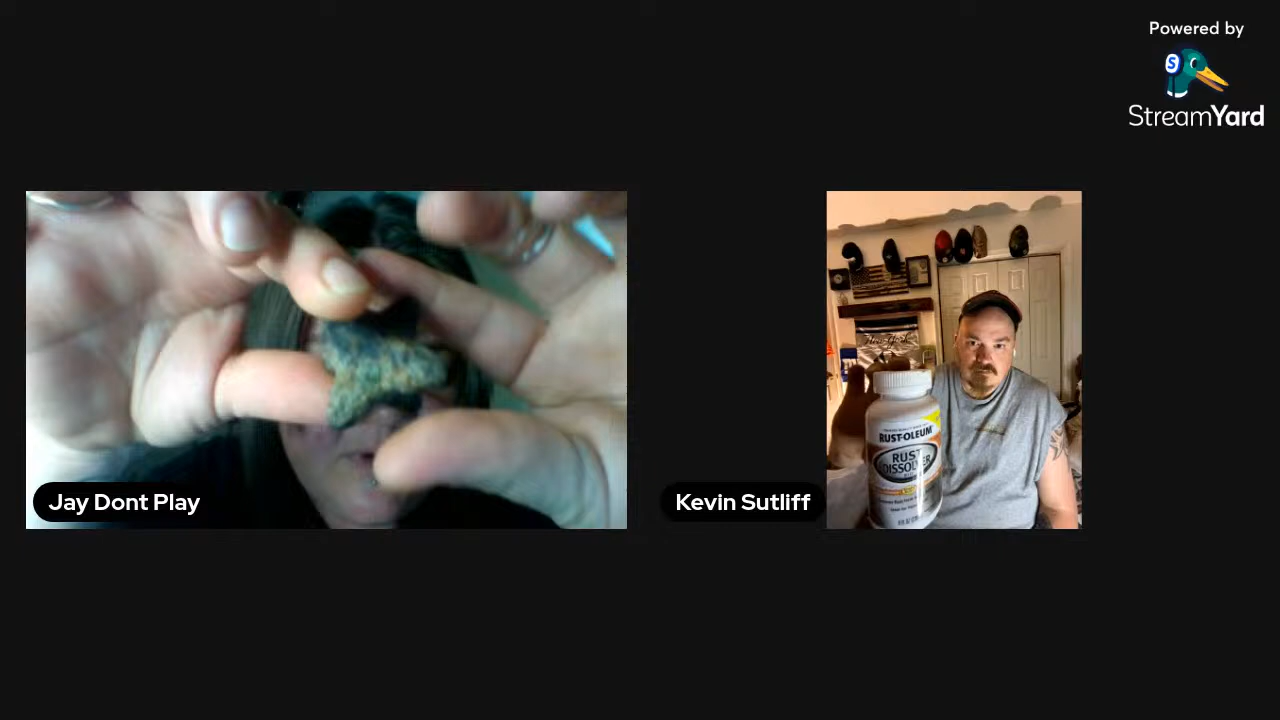 Powered by
S
StreamYard
Jay Dont Play
Kevin Sutliff
RUST-OLEUM
RUST
DISSOLVER